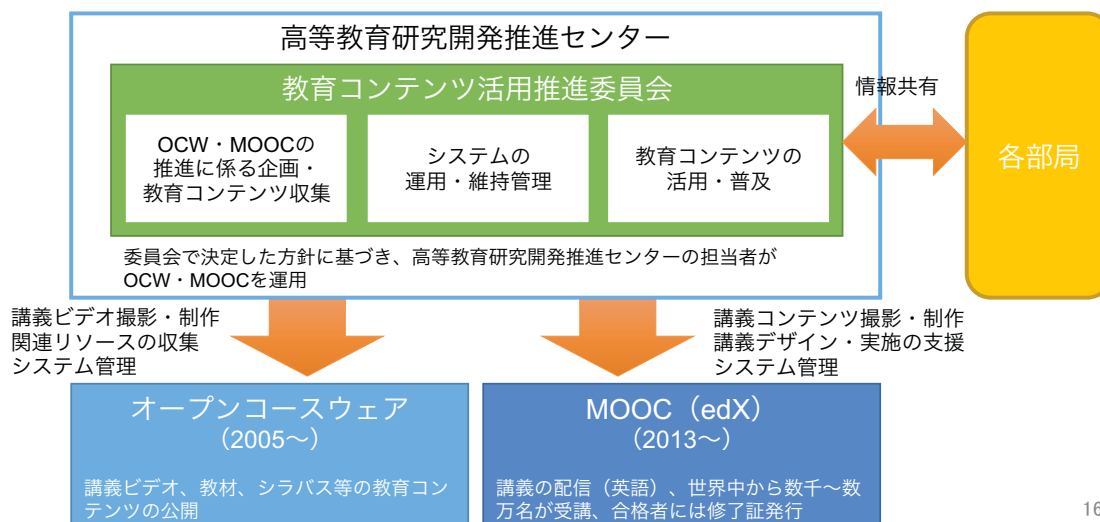 高等教育研究開発推進センター
教育コンテンツ活用推進委員会
OCW・MOOCの
推進に係る企画・
教育コンテンツ収集
システムの
運用・維持管理
教育コンテンツの
活用・普及
情報共有
各部局
委員会で決定した方針に基づき、高等教育研究開発推進センターの担当者が
OCW・MOOCを運用
講義ビデオ撮影・制作
関連リソースの収集
システム管理
講義コンテンツ撮影・制作
講義デザイン・実施の支援
システム管理
オープンコースウェア
（2005〜）
講義ビデオ、教材、シラバス等の教育コン
テンツの公開
MOOC（edX）
（2013〜）
講義の配信（英語）、世界中から数千〜数
万名が受講、合格者には修了証発行
16